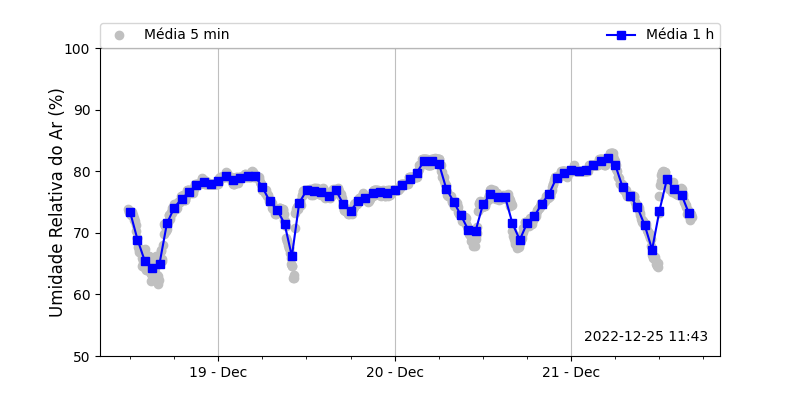 Média 5 min
Média 1 h
Umidade Relativa do Ar (%)
100
90
80
70
60
50
2022-12-25 11:43
19 - Dec
20 - Dec
21 - Dec